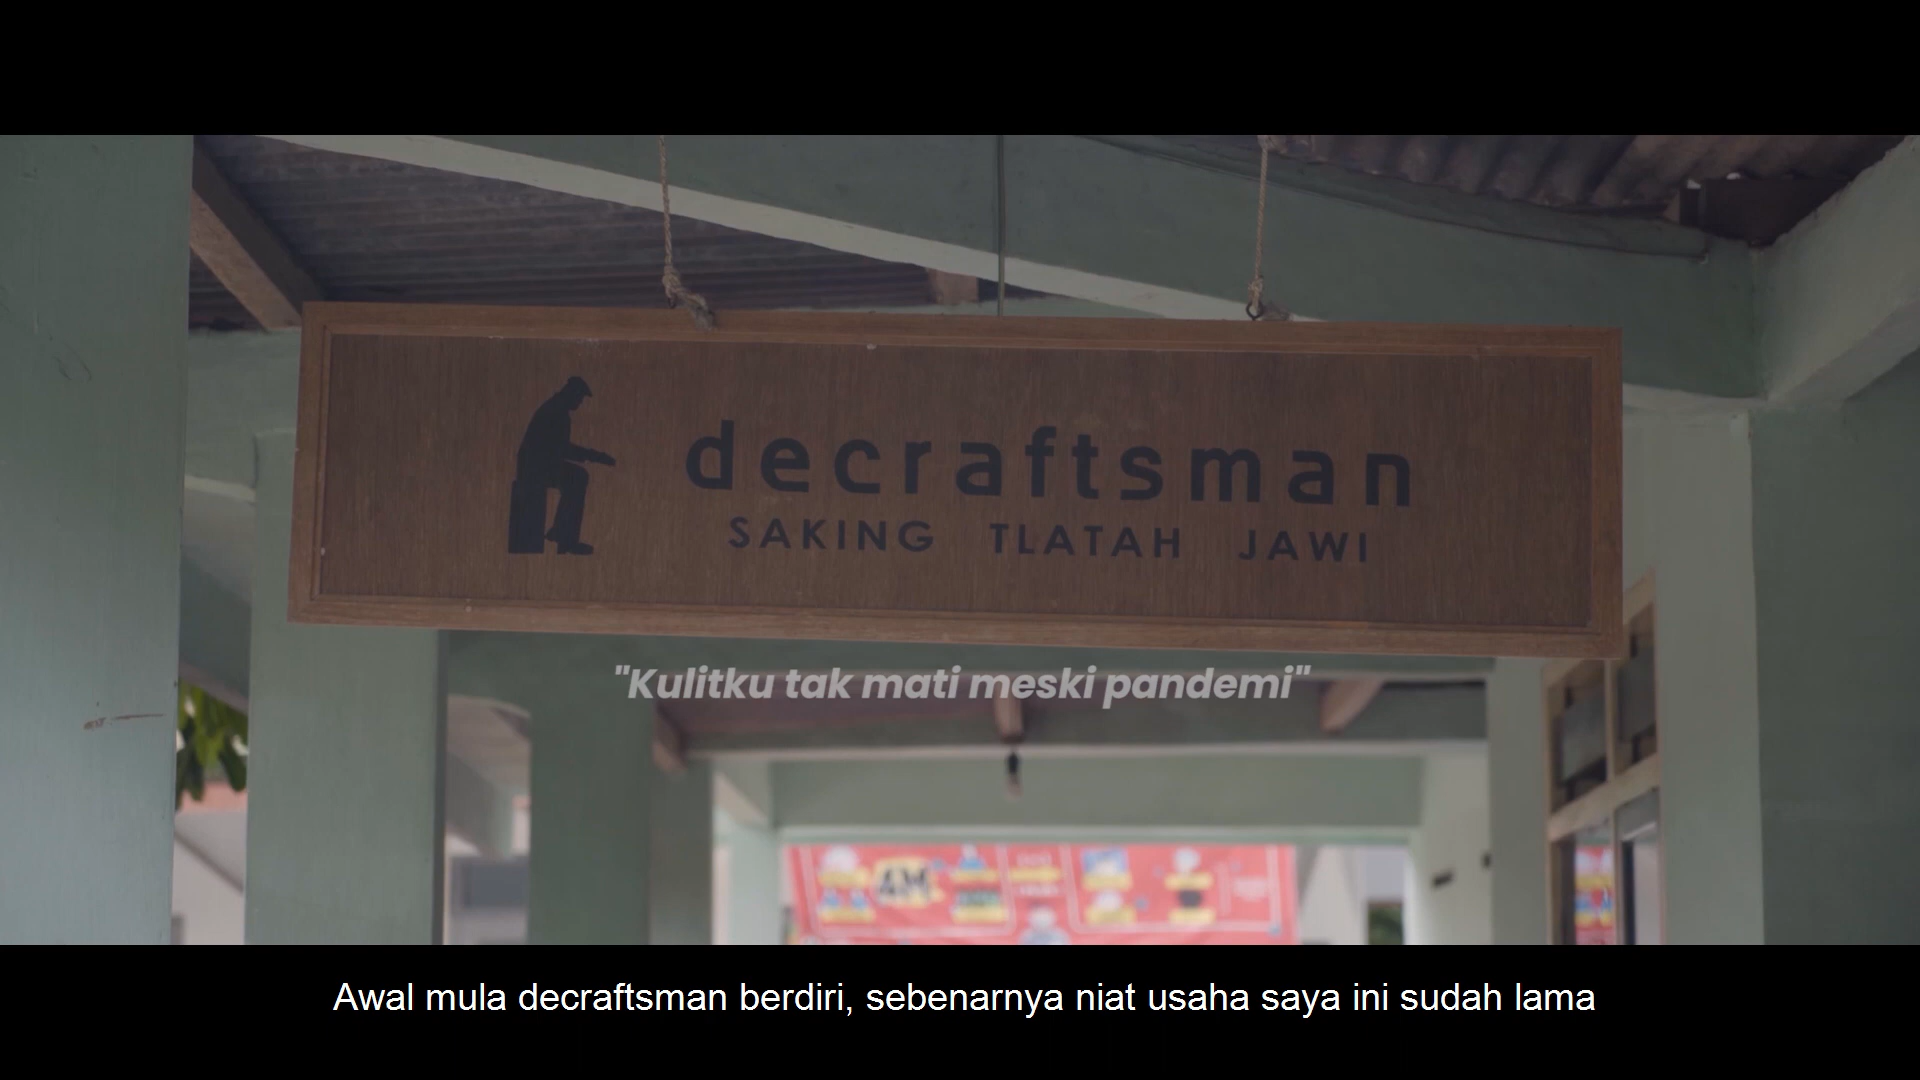 decraftsman
SAKING TLATAH JAWI
"Kulitku tak mati meski pandemi"
4M
Awal mula decraftsman berdiri, sebenarnya niat usaha saya ini sudah lama